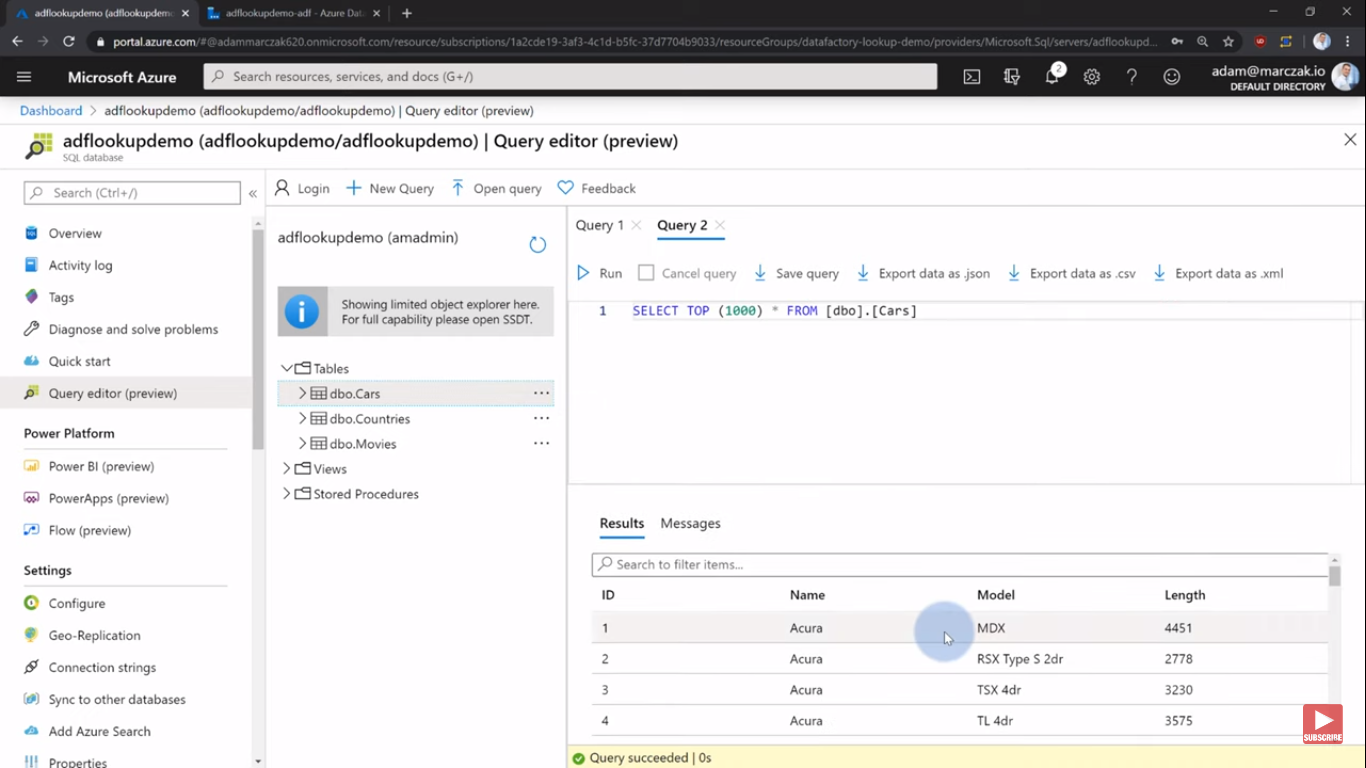 adflookupdemo (adflookupdemo/
adflookupdemo-adf - Azure Dat
portal.azure.com/#@adammarczak620.onmicrosoft.com/resource/subscriptions/1a2cde19-3af3-4c1d-b5fc-37d7704b9033/resourceGroups/datafactory-lookup-demo/providers/Microsoft.Sql/servers/adflookupd...
Microsoft Azure
Search resources, services, and docs (G+/)
2
adam@marczak.io
DEFAULT DIRECTORY
Dashboard > adflookupdemo (adflookupdemo/adflookupdemo) | Query editor (preview)
adflookupdemo (adflookupdemo/adflookupdemo) | Query editor (preview)
SQL database
Search (Ctrl+/)
«
Overview
Activity log
Tags
Diagnose and solve problems
Quick start
Query editor (preview)
Power Platform
Power BI (preview)
PowerApps (preview)
Flow (preview)
Settings
Configure
Geo-Replication
Connection strings
Sync to other databases
Add Azure Search
Properties
Login
New Query
Open query
Feedback
adflookupdemo (amadmin)
Showing limited object explorer here.
For full capability please open SSDT.
Tables
dbo.Cars ...
dbo.Countries ...
dbo.Movies ...
Views
Stored Procedures
Query 1
Query 2
Run
Cancel query
Save query
Export data as .json
Export data as .csv
Export data as .xml
1 SELECT TOP (1000) * FROM [dbo].[Cars]
Results
Messages
Search to filter items...
ID Name Model Length
1 Acura MDX 4451
2 Acura RSX Type S 2dr 2778
3 Acura TSX 4dr 3230
4 Acura TL 4dr 3575
Query succeeded | 0s
SUBSCRIBE